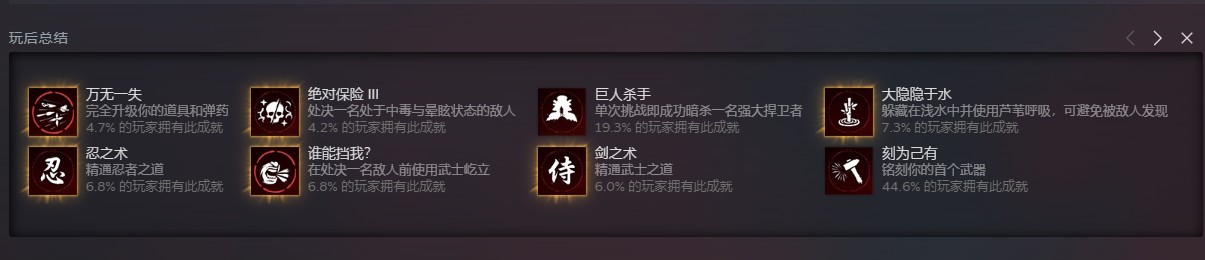 玩后总结
万无一失
完全升级你的道具和弹药
4.7% 的玩家拥有此成就
绝对保险 III
处决一名处于中毒与晕眩状态的敌人
4.2% 的玩家拥有此成就
巨人杀手
单次挑战即成功暗杀一名强大捍卫者
19.3% 的玩家拥有此成就
大隐隐于水
躲藏在浅水中并使用芦苇呼吸，可避免被敌人发现
7.3% 的玩家拥有此成就
忍
忍之术
精通忍者之道
6.8% 的玩家拥有此成就
谁能挡我？
在处决一名敌人前使用武士屹立
6.8% 的玩家拥有此成就
侍
剑之术
精通武士之道
6.0% 的玩家拥有此成就
刻为己有
铭刻你的首个武器
44.6% 的玩家拥有此成就